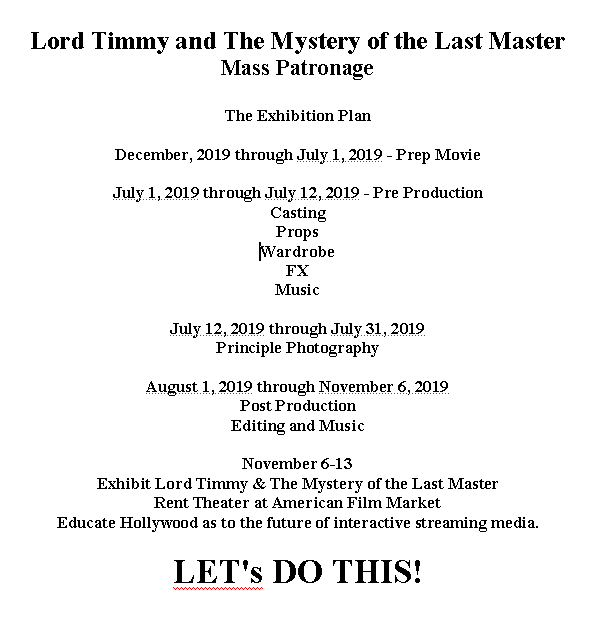 Lord Timmy and The Mystery of the Last Master
Mass Patronage
The Exhibition Plan
December, 2019 through July 1, 2019 - Prep Movie
July 1, 2019 through July 12, 2019 - Pre Production
Casting
Props
Wardrobe
FX
Music
July 12, 2019 through July 31, 2019
Principle Photography
August 1, 2019 through November 6, 2019
Post Production
Editing and Music
November 6-13
Exhibit Lord Timmy & The Mystery of the Last Master
Rent Theater at American Film Market
Educate Hollywood as to the future of interactive streaming media.
LET's DO THIS!